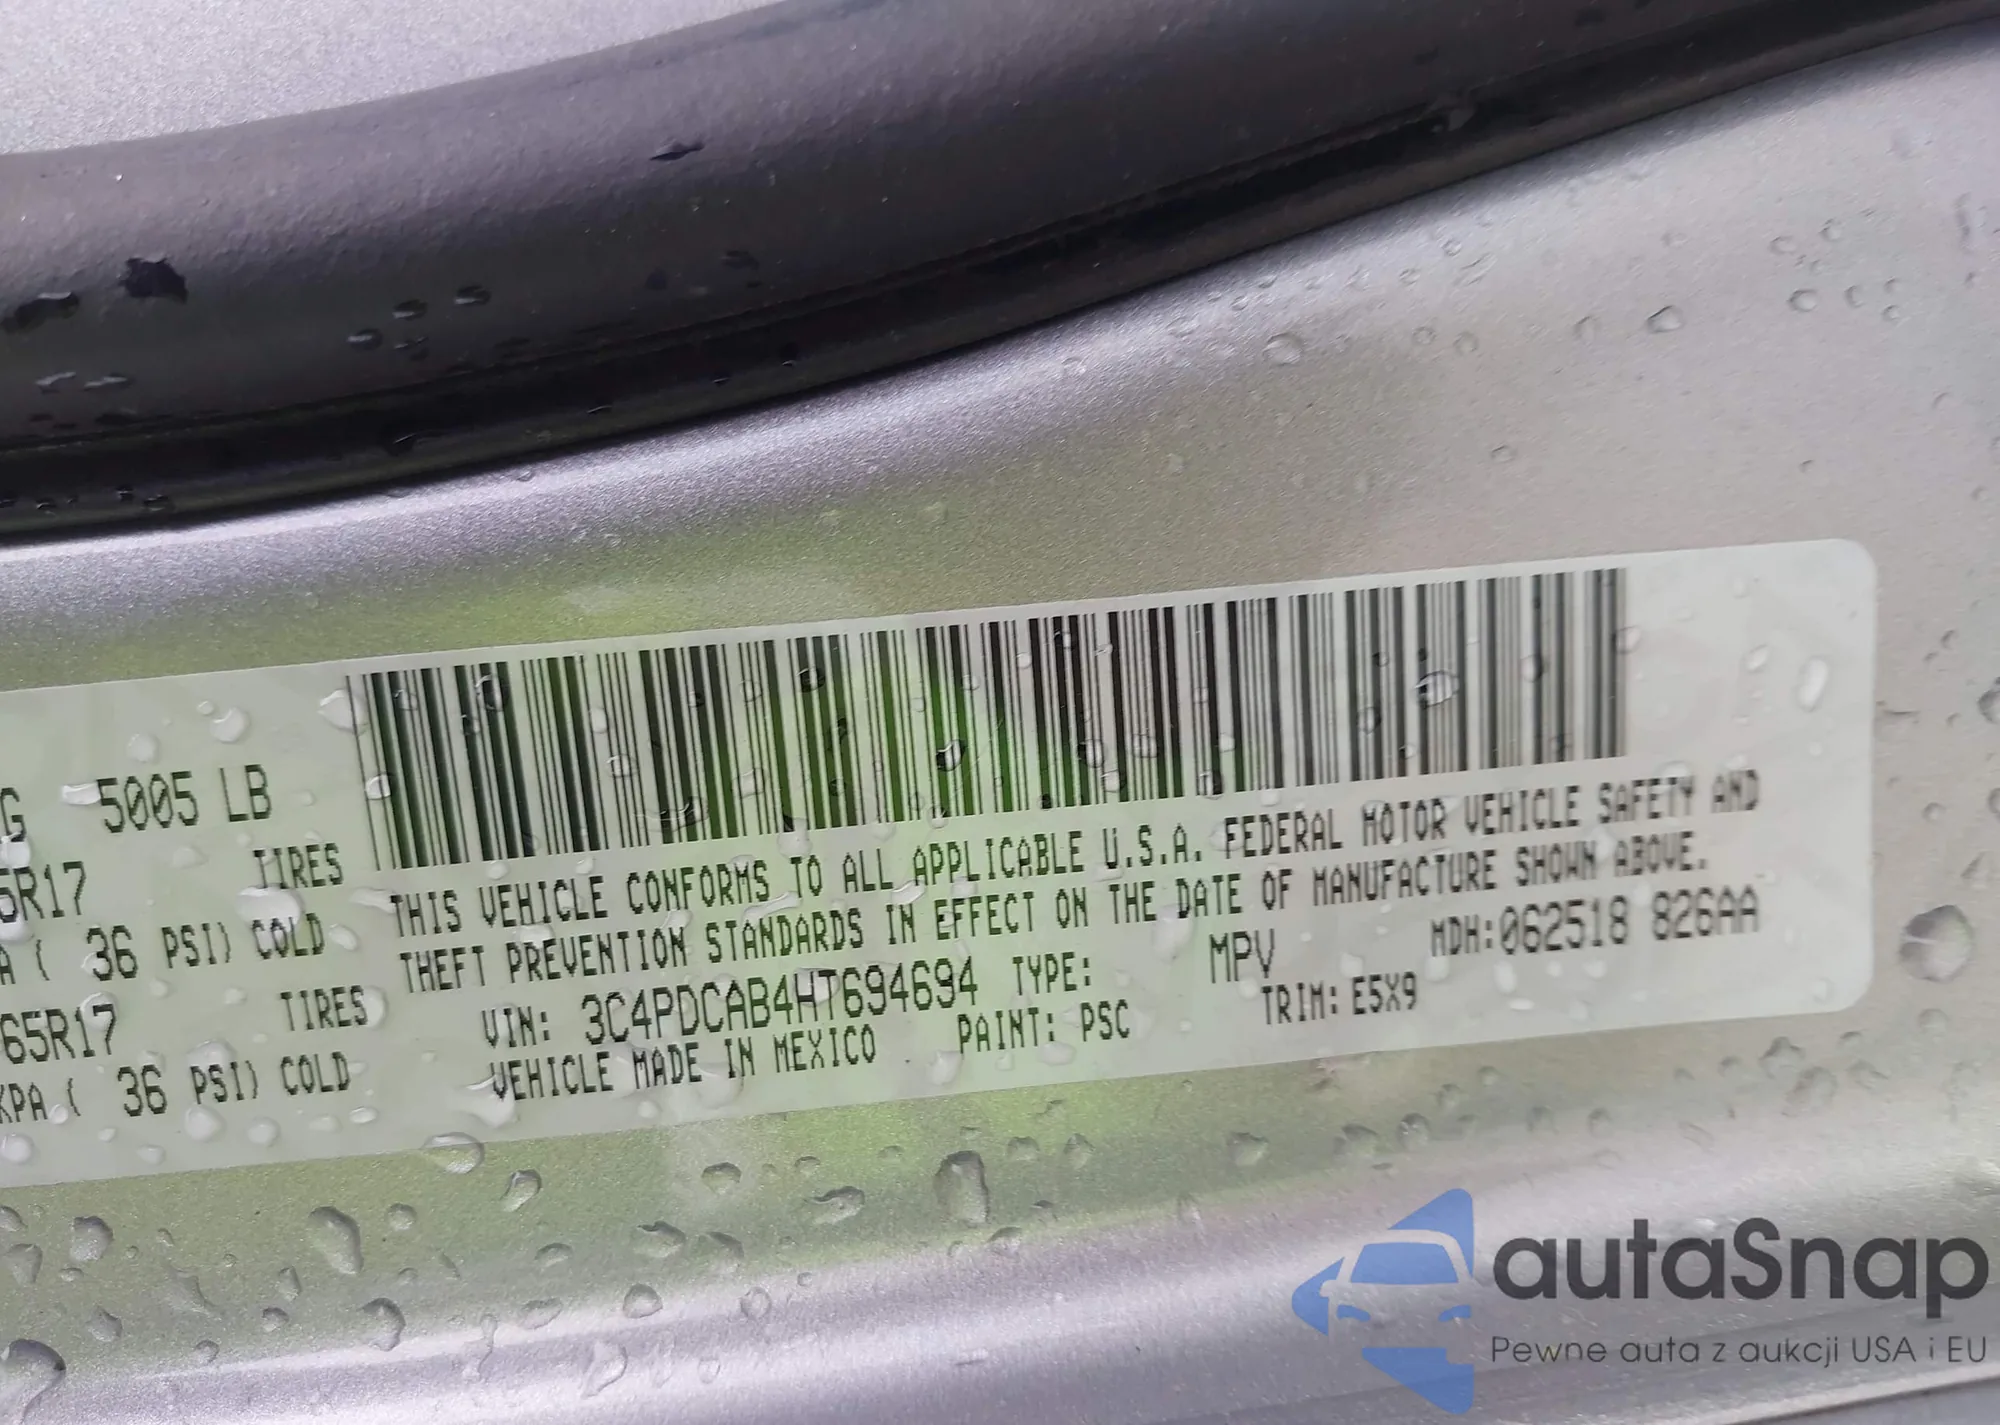 G 5005 LB
5R17 TIRES
A ( 36 PSI) COLD
65R17 TIRES
KPA ( 36 PSI) COLD
THIS VEHICLE CONFORMS TO ALL APPLICABLE U.S.A. FEDERAL MOTOR VEHICLE SAFETY AND
THEFT PREVENTION STANDARDS IN EFFECT ON THE DATE OF MANUFACTURE SHOWN ABOVE.
VIN: 3C4PDCAB4HT694694 TYPE: MPV MDH:062518 826AA
VEHICLE MADE IN MEXICO PAINT: PSC TRIM: E5X9
autaSnap
Pewne auta z aukcji USA i EU